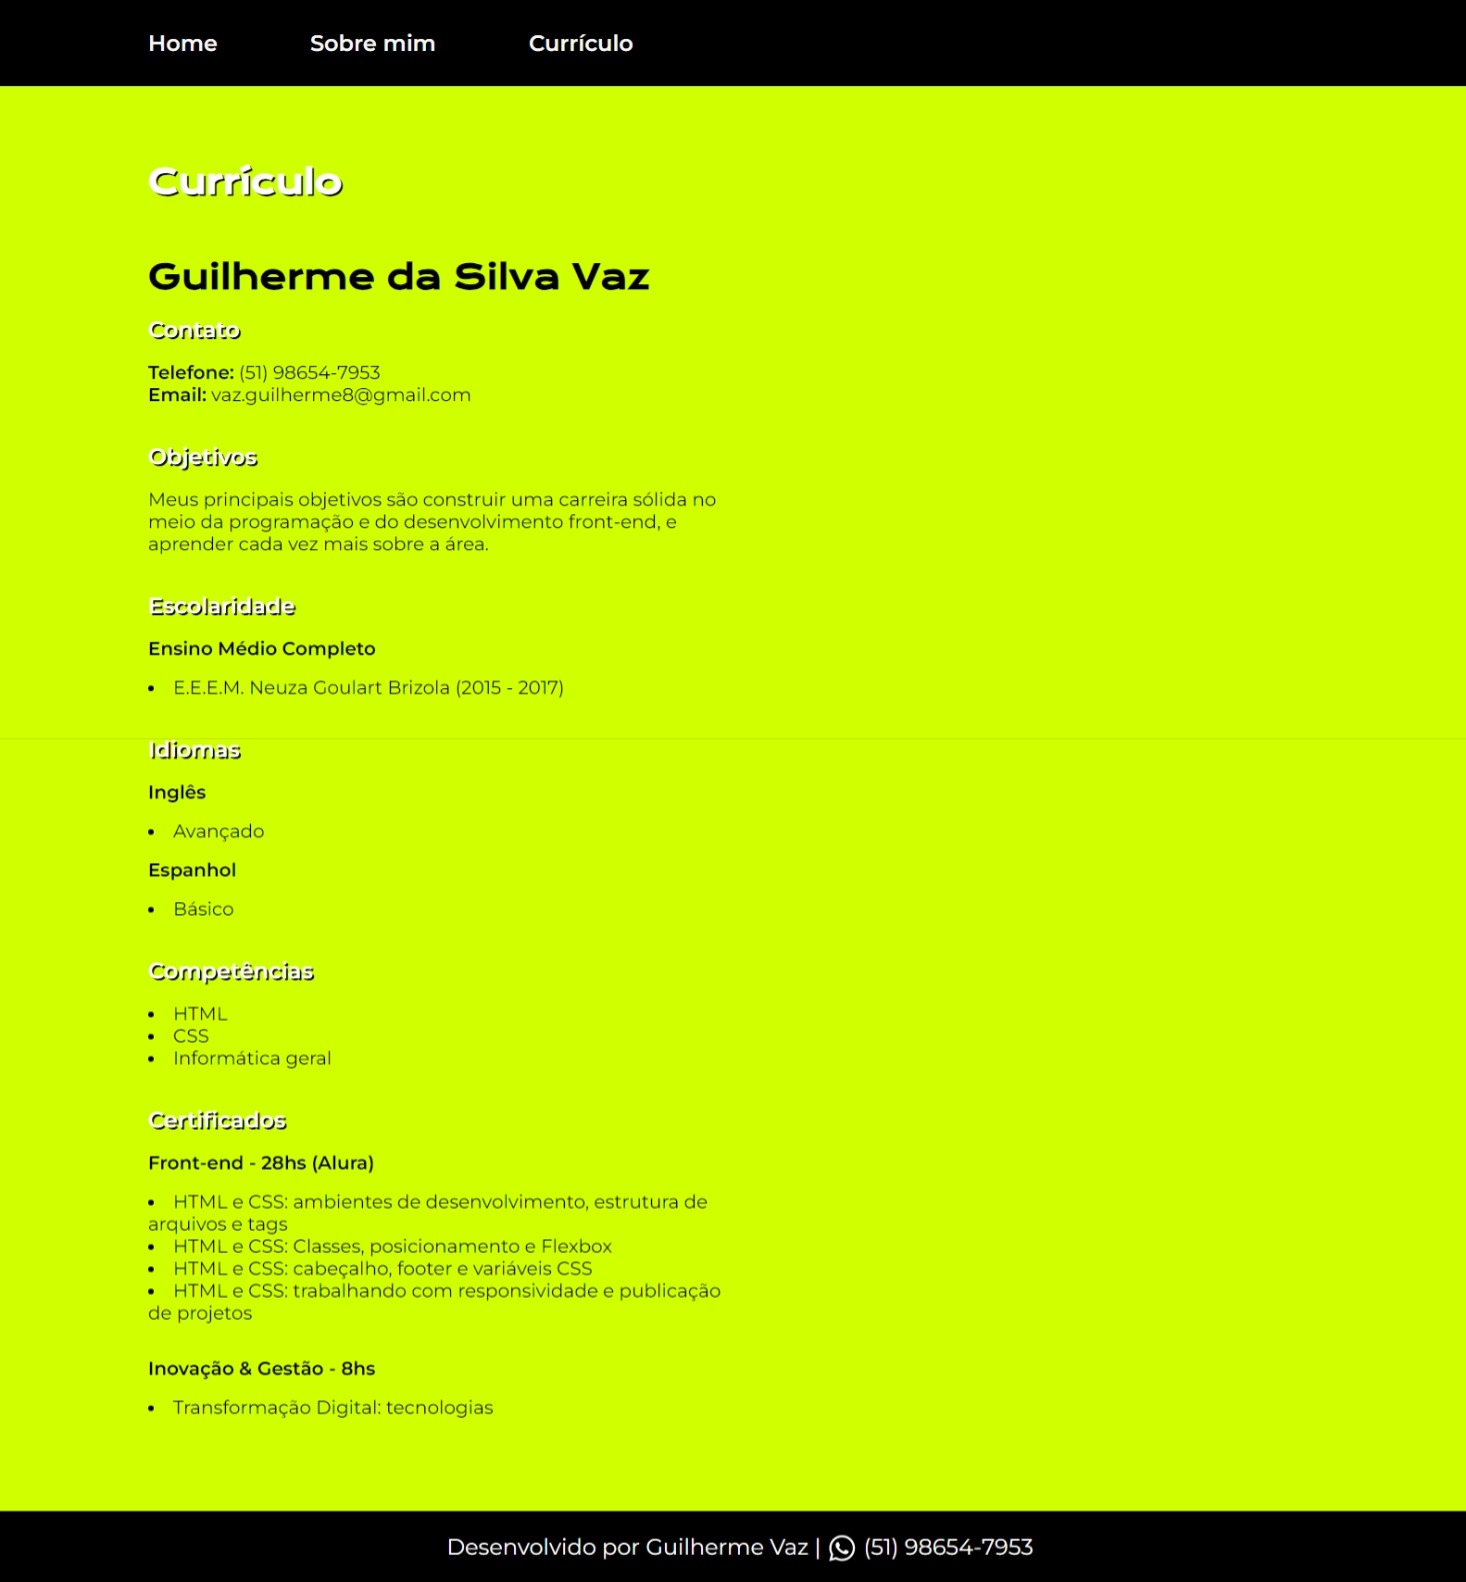 Home Sobre mim Currículo
Currículo
Guilherme da Silva Vaz
Contato
Telefone: (51) 98654-7953
Email: vaz.guilherme8@gmail.com
Objetivos
Meus principais objetivos são construir uma carreira sólida no
meio da programação e do desenvolvimento front-end, e
aprender cada vez mais sobre a área.
Escolaridade
Ensino Médio Completo
• E.E.E.M. Neuza Goulart Brizola (2015 - 2017)
Idiomas
Inglês
• Avançado
Espanhol
• Básico
Competências
• HTML
• CSS
• Informática geral
Certificados
Front-end - 28hs (Alura)
• HTML e CSS: ambientes de desenvolvimento, estrutura de
arquivos e tags
• HTML e CSS: Classes, posicionamento e Flexbox
• HTML e CSS: cabeçalho, footer e variáveis CSS
• HTML e CSS: trabalhando com responsividade e publicação
de projetos
Inovação & Gestão - 8hs
• Transformação Digital: tecnologias
Desenvolvido por Guilherme Vaz | (51) 98654-7953